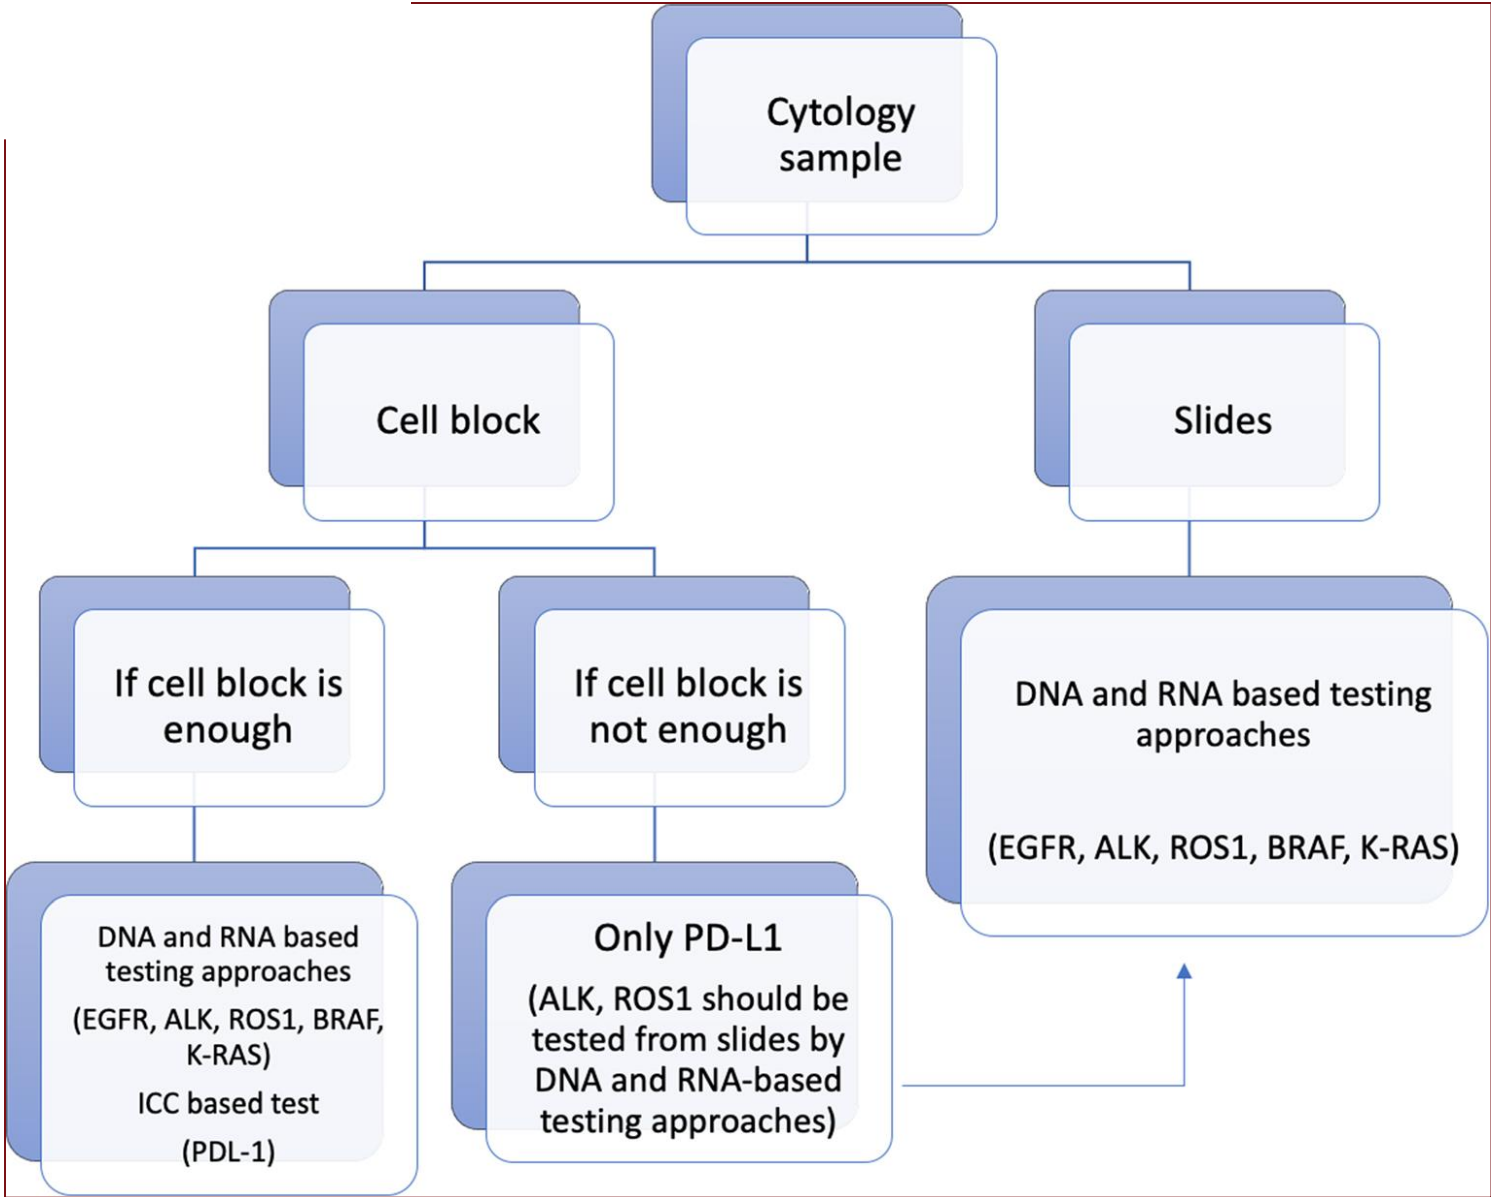 Cytology
sample
Cell block
Slides
If cell block is
enough
If cell block is
not enough
DNA and RNA based testing
approaches
(EGFR, ALK, ROS1, BRAF, K-RAS)
DNA and RNA based
testing approaches
(EGFR, ALK, ROS1, BRAF,
K-RAS)
ICC based test
(PDL-1)
Only PD-L1
(ALK, ROS1 should be
tested from slides by
DNA and RNA-based
testing approaches)